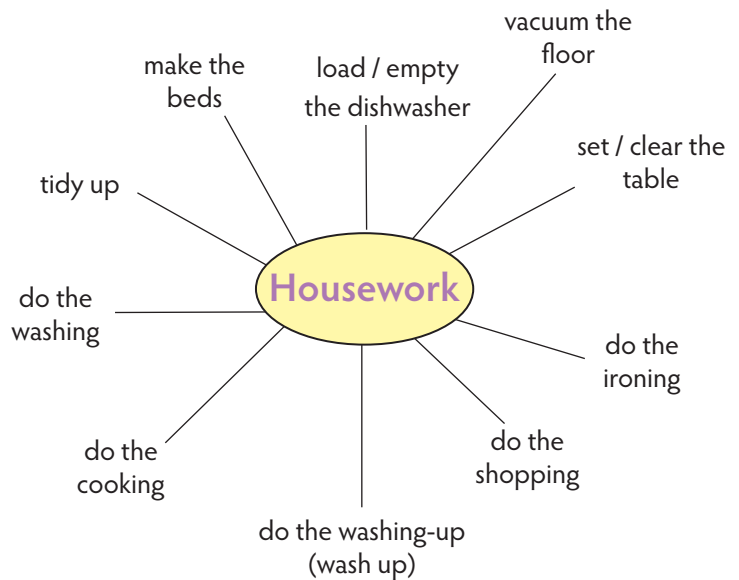 vacuum the
floor
make the
beds
load / empty
the dishwasher
set / clear the
table
tidy up
Housework
do the
washing
do the
ironing
do the
cooking
do the
shopping
do the washing-up
(wash up)